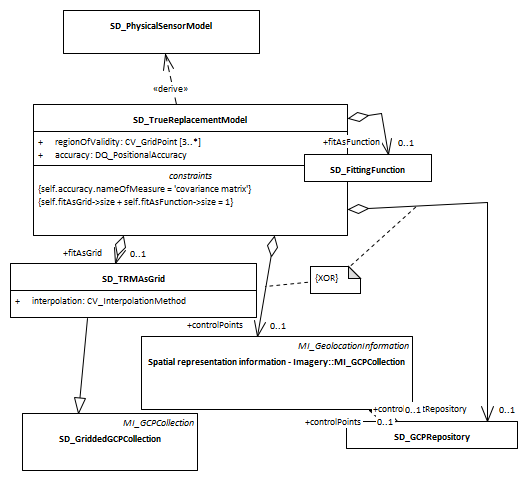 SD_PhysicalSensorModel
«derive»
SD_TrueReplacementModel
+ regionOfValidity: CV_GridPoint [3..*]
+ accuracy: DQ_PositionalAccuracy
constraints
{self.accuracy.nameOfMeasure = 'covariance matrix'}
{self.fitAsGrid->size + self.fitAsFunction->size = 1}
+fitAsFunction 0..1
SD_FittingFunction
+fitAsGrid 0..1
SD_TRMAsGrid
+ interpolation: CV_InterpolationMethod
{XOR}
+controlPoints 0..1
MI_GeolocationInformation
Spatial representation information - Imagery::MI_GCPCollection
+control 0..1 tRepository 0..1
+controlPoints 0..1
MI_GCPCollection
SD_GriddedGCPCollection
SD_GCPRepository